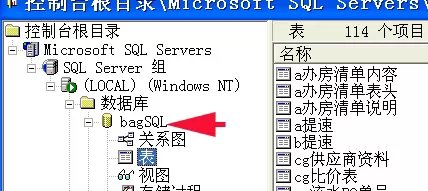 控制台根目录\Microsoft SQL Servers\
控制台根目录
Microsoft SQL Servers
SQL Server 组
(LOCAL) (Windows NT)
数据库
bagSQL
关系图
表
视图
存储过程
表 114 个项目
名称
a办房清单内容
a办房清单表头
a办房清单说明
a提速
b提速
cg供应商资料
cg比价表